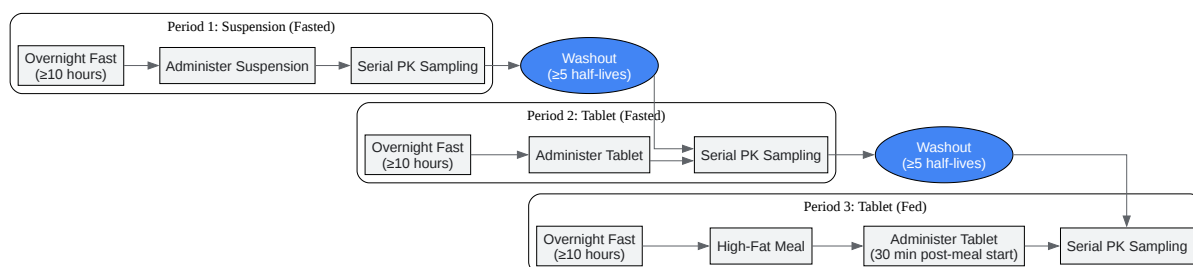 Period 1: Suspension (Fasted)
Overnight Fast
(≥10 hours)
Administer Suspension
Serial PK Sampling
Washout
(≥5 half-lives)
Period 2: Tablet (Fasted)
Overnight Fast
(≥10 hours)
Administer Tablet
Serial PK Sampling
Washout
(≥5 half-lives)
Period 3: Tablet (Fed)
Overnight Fast
(≥10 hours)
High-Fat Meal
Administer Tablet
(30 min post-meal start)
Serial PK Sampling